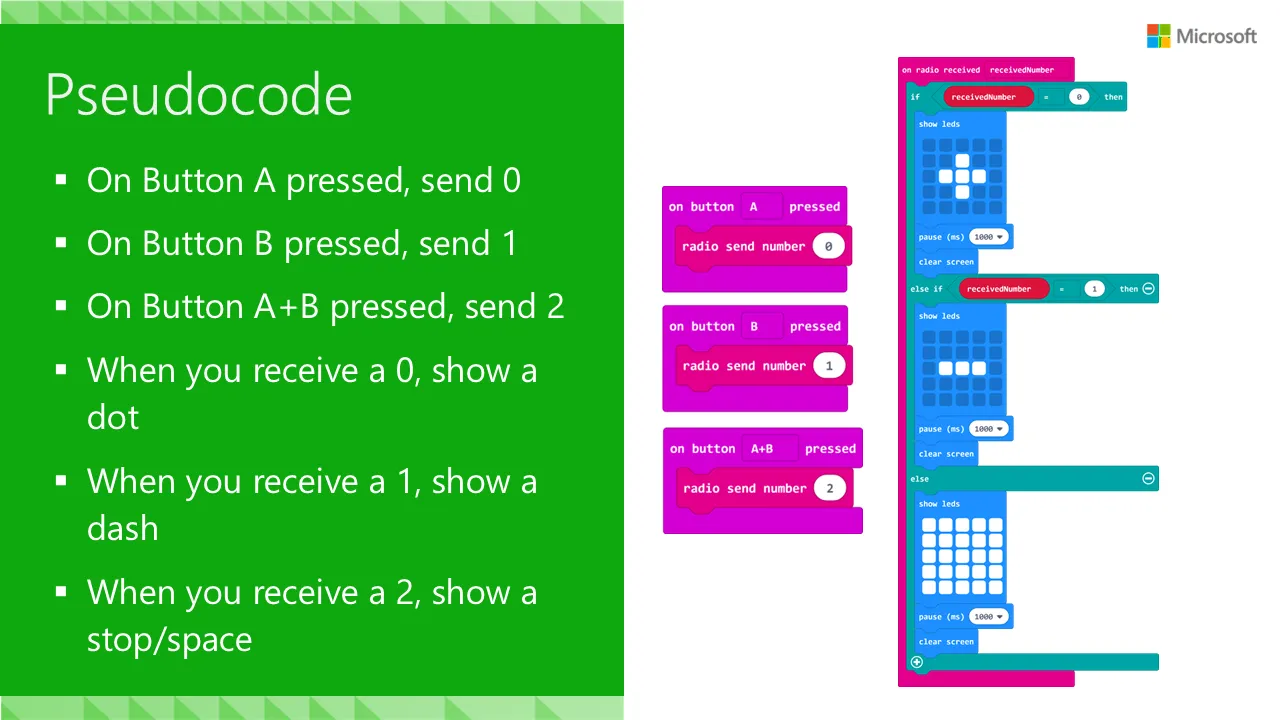 Pseudocode
▪ On Button A pressed, send 0
▪ On Button B pressed, send 1
▪ On Button A+B pressed, send 2
▪ When you receive a 0, show a
dot
▪ When you receive a 1, show a
dash
▪ When you receive a 2, show a
stop/space
Microsoft
on button A pressed
radio send number 0
on button B pressed
radio send number 1
on button A+B pressed
radio send number 2
on radio received receivedNumber
if receivedNumber = 0 then
show leds
pause (ms) 1000
clear screen
else if receivedNumber = 1 then
show leds
pause (ms) 1000
clear screen
else
show leds
pause (ms) 1000
clear screen